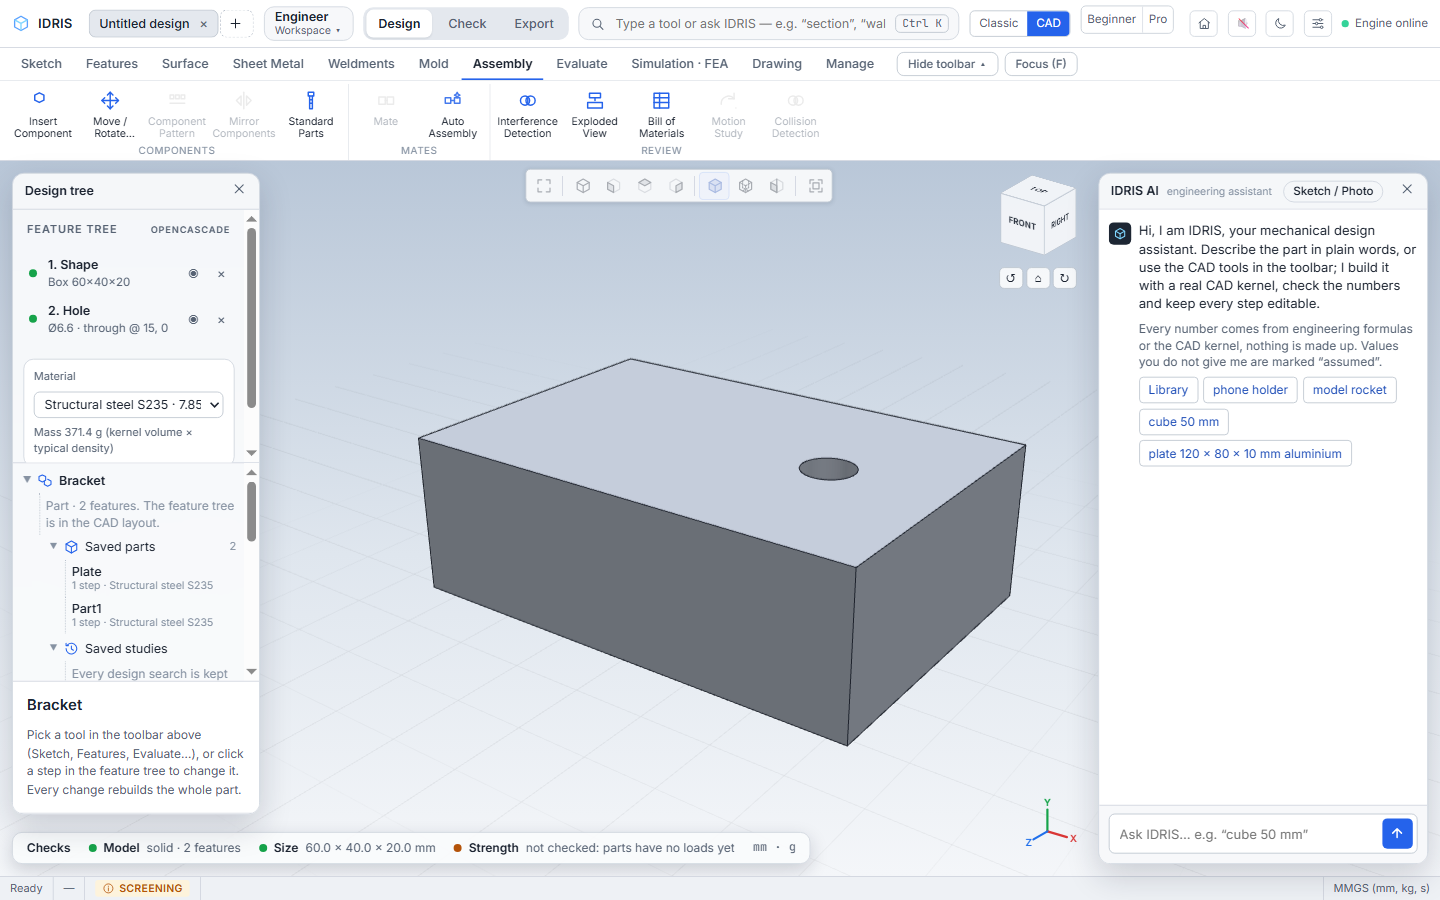 IDRIS
Untitled design ×
+
Engineer
Workspace
Design
Check
Export
Type a tool or ask IDRIS — e.g. “section”, “wal
Ctrl K
Classic
CAD
Beginner
Pro
Engine online
Sketch
Features
Surface
Sheet Metal
Weldments
Mold
Assembly
Evaluate
Simulation · FEA
Drawing
Manage
Hide toolbar
Focus (F)
Insert
Component
Move /
Rotate...
Component
Pattern
Mirror
Components
Standard
Parts
COMPONENTS
Mate
Auto
Assembly
MATES
Interference
Detection
Exploded
View
Bill of
Materials
Motion
Study
Collision
Detection
REVIEW
Design tree
FEATURE TREE
OPENCASCADE
1. Shape
Box 60×40×20
2. Hole
Ø6.6 · through @ 15, 0
Material
Structural steel S235 · 7.85
Mass 371.4 g (kernel volume ×
typical density)
Bracket
Part · 2 features. The feature tree
is in the CAD layout.
Saved parts 2
Plate
1 step · Structural steel S235
Part1
1 step · Structural steel S235
Saved studies
Every design search is kept
Bracket
Pick a tool in the toolbar above
(Sketch, Features, Evaluate...), or click
a step in the feature tree to change it.
Every change rebuilds the whole part.
TOP
FRONT
RIGHT
Y
X
Z
IDRIS AI engineering assistant
Sketch / Photo
Hi, I am IDRIS, your mechanical design
assistant. Describe the part in plain words, or
use the CAD tools in the toolbar; I build it
with a real CAD kernel, check the numbers
and keep every step editable.
Every number comes from engineering formulas
or the CAD kernel, nothing is made up. Values
you do not give me are marked “assumed”.
Library
phone holder
model rocket
cube 50 mm
plate 120 × 80 × 10 mm aluminium
Ask IDRIS... e.g. “cube 50 mm”
Checks
Model solid · 2 features
Size 60.0 × 40.0 × 20.0 mm
Strength not checked: parts have no loads yet
mm · g
Ready
—
SCREENING
MMGS (mm, kg, s)